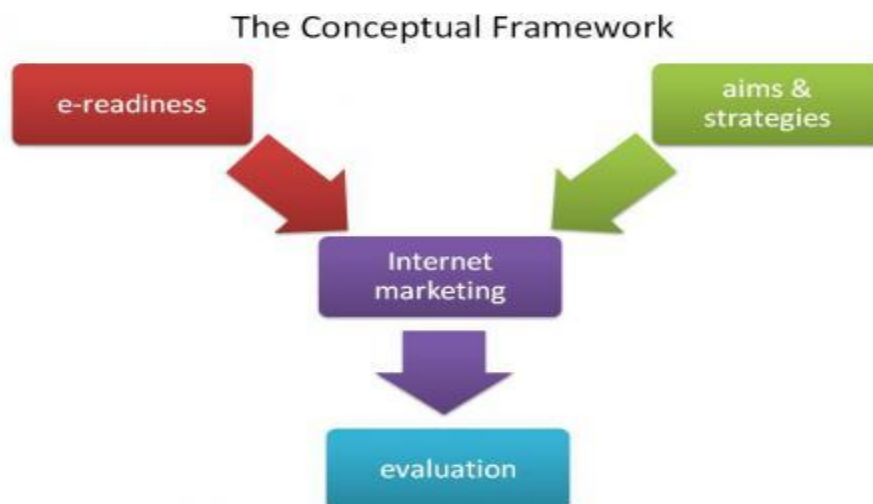 The Conceptual Framework
e-readiness
aims &
strategies
Internet
marketing
evaluation